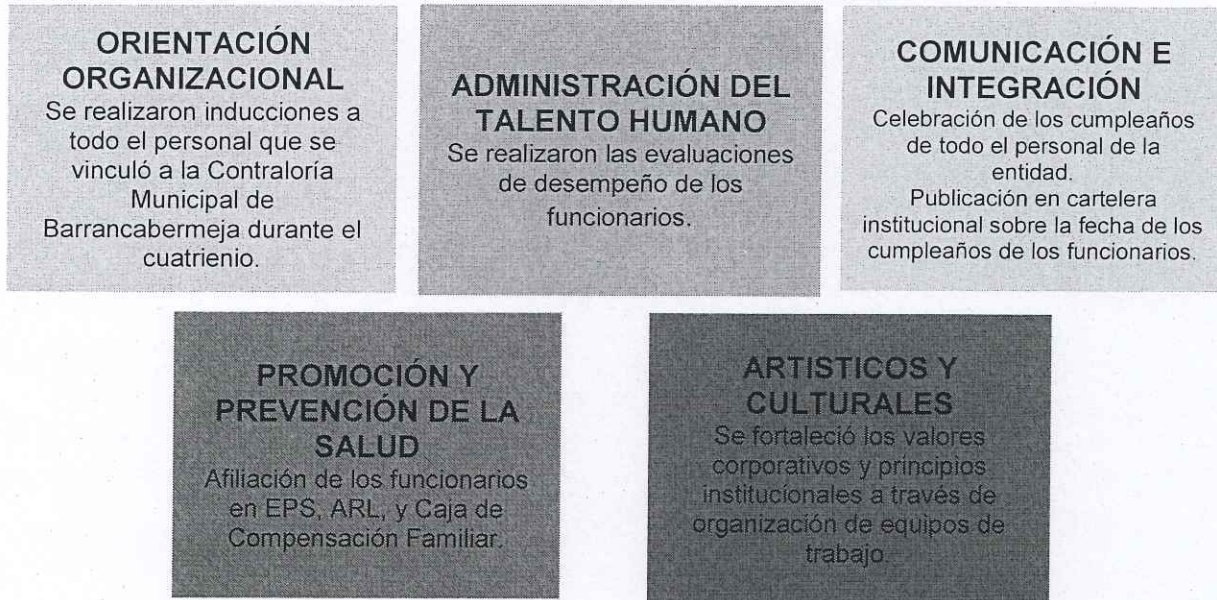 ORIENTACIÓN
ORGANIZACIONAL
Se realizaron inducciones a
todo el personal que se
vinculó a la Contraloría
Municipal de
Barrancabermeja durante el
cuatrienio.
ADMINISTRACIÓN DEL
TALENTO HUMANO
Se realizaron las evaluaciones
de desempeño de los
funcionarios.
COMUNICACIÓN E
INTEGRACIÓN
Celebración de los cumpleaños
de todo el personal de la
entidad.
Publicación en cartelera
institucional sobre la fecha de los
cumpleaños de los funcionarios.
PROMOCIÓN Y
PREVENCIÓN DE LA
SALUD
Afiliación de los funcionarios
en EPS, ARL, y Caja de
Compensación Familiar.
ARTISTICOS Y
CULTURALES
Se fortaleció los valores
corporativos y principios
institucionales a través de
organización de equipos de
trabajo.